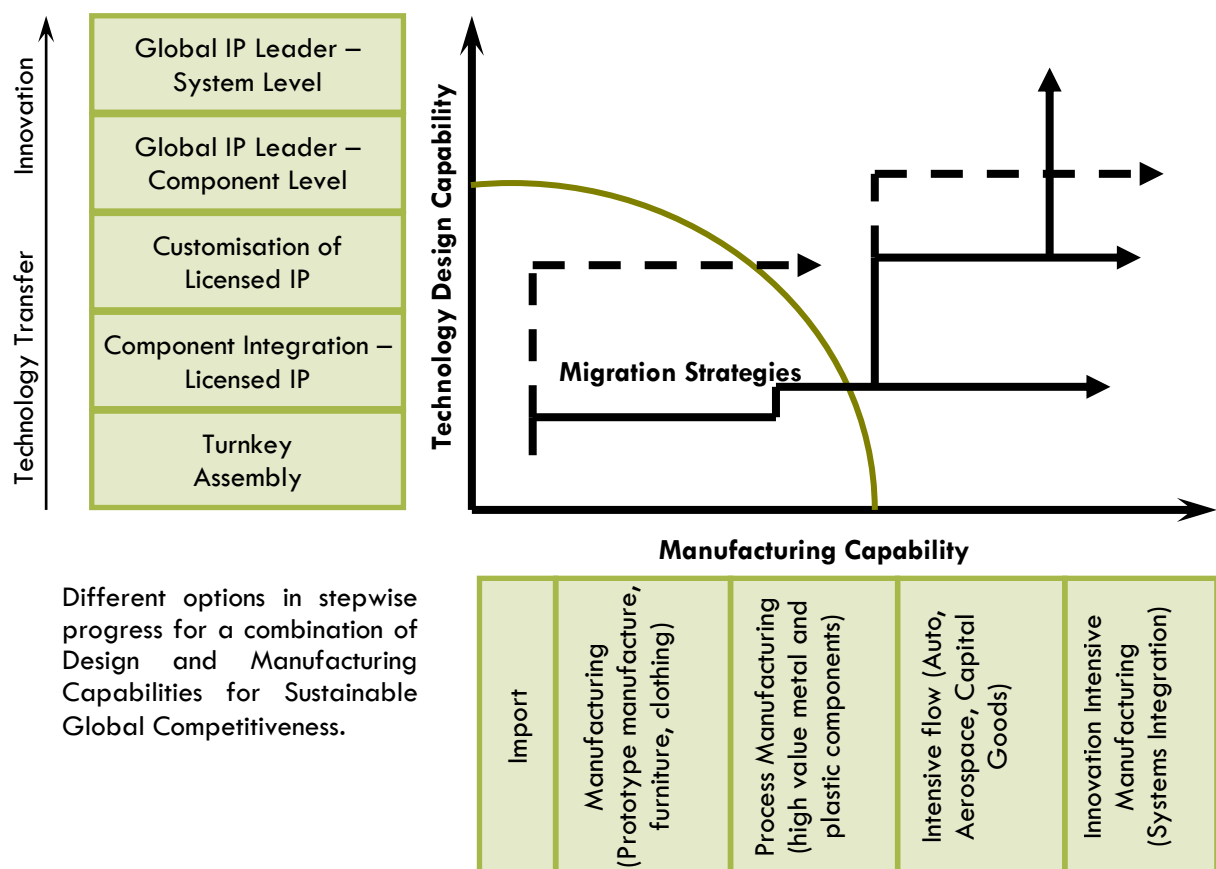 Innovation
Technology Transfer
Global IP Leader –
System Level
Global IP Leader –
Component Level
Customisation of
Licensed IP
Component Integration –
Licensed IP
Turnkey
Assembly
Technology Design Capability
Migration Strategies
Manufacturing Capability
Different options in stepwise
progress for a combination of
Design and Manufacturing
Capabilities for Sustainable
Global Competitiveness.
Import
Manufacturing
(Prototype manufacture,
furniture, clothing)
Process Manufacturing
(high value metal and
plastic components)
Intensive flow (Auto,
Aerospace, Capital
Goods)
Innovation Intensive
Manufacturing
(Systems Integration)